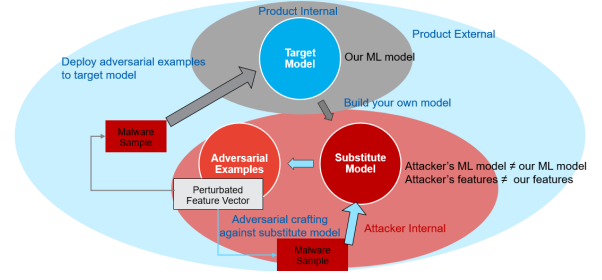 Product Internal
Product External
Target
Model
Our ML model
Deploy adversarial examples
to target model
Build your own model
Malware
Sample
Adversarial
Examples
Substitute
Model
Attacker's ML model ≠ our ML model
Attacker's features ≠ our features
Perturbated
Feature Vector
Adversarial crafting
against substitute model
Attacker Internal
Malware
Sample